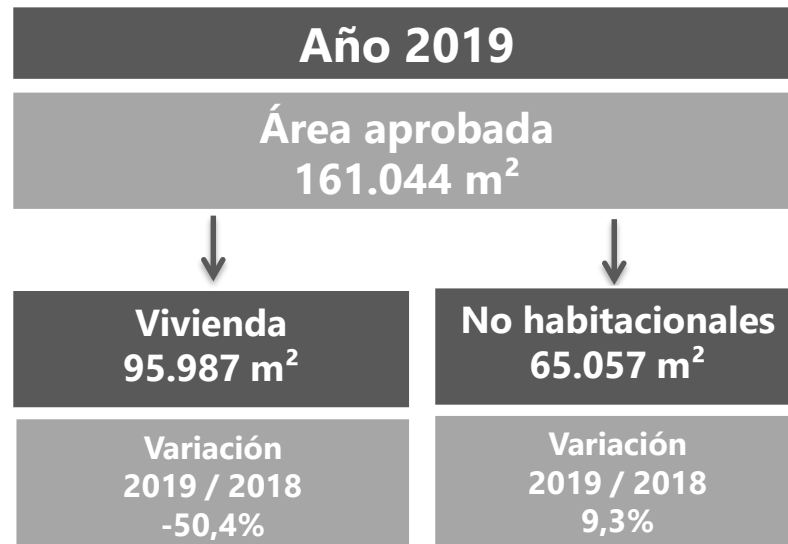 Año 2019
Área aprobada
161.044 m²
Vivienda
95.987 m²
Variación
2019 / 2018
-50,4%
No habitacionales
65.057 m²
Variación
2019 / 2018
9,3%